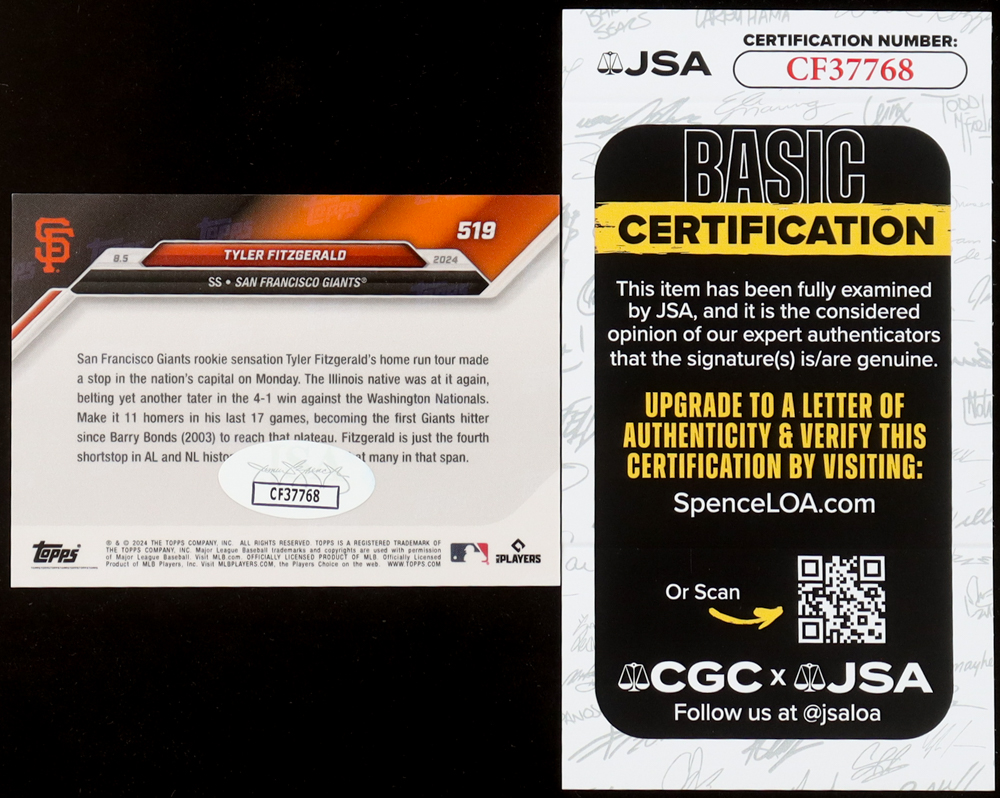 SF
519
TYLER FITZGERALD
8.5
2024
SS • SAN FRANCISCO GIANTS®
San Francisco Giants rookie sensation Tyler Fitzgerald's home run tour made
a stop in the nation's capital on Monday. The Illinois native was at it again,
belting yet another tater in the 4-1 win against the Washington Nationals.
Make it 11 homers in his last 17 games, becoming the first Giants hitter
since Barry Bonds (2003) to reach that plateau. Fitzgerald is just the fourth
shortstop in AL and NL histor at many in that span.
CF37768
topps
® & © 2024 THE TOPPS COMPANY, INC. ALL RIGHTS RESERVED. TOPPS IS A REGISTERED TRADEMARK OF
THE TOPPS COMPANY, INC. Major League Baseball trademarks and copyrights are used with permission
of Major League Baseball. Visit MLB.com. OFFICIALLY LICENSED PRODUCT OF MLB. Officially Licensed
Product of MLB Players, Inc. Visit MLBPLAYERS.COM, the Players Choice on the web. WWW.TOPPS.COM
PLAYERS
JSA
CERTIFICATION NUMBER:
CF37768
BASIC
CERTIFICATION
This item has been fully examined
by JSA, and it is the considered
opinion of our expert authenticators
that the signature(s) is/are genuine.
UPGRADE TO A LETTER OF
AUTHENTICITY & VERIFY THIS
CERTIFICATION BY VISITING:
SpenceLOA.com
Or Scan
CGC x JSA
Follow us at @jsaloa